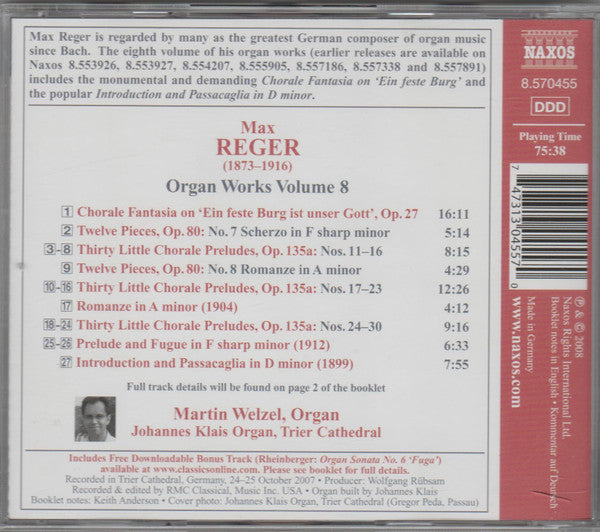 Max Reger is regarded by many as the greatest German composer of organ music
since Bach. The eighth volume of his organ works (earlier releases are available on
Naxos 8.553926, 8.553927, 8.554207, 8.555905, 8.557186, 8.557338 and 8.557891)
includes the monumental and demanding Chorale Fantasia on ‘Ein feste Burg’ and
the popular Introduction and Passacaglia in D minor.
Max
REGER
(1873–1916)
Organ Works Volume 8
1 Chorale Fantasia on ‘Ein feste Burg ist unser Gott’, Op. 27 16:11
2 Twelve Pieces, Op. 80: No. 7 Scherzo in F sharp minor 5:14
3-8 Thirty Little Chorale Preludes, Op. 135a: Nos. 11–16 8:15
9 Twelve Pieces, Op. 80: No. 8 Romanze in A minor 4:29
10-16 Thirty Little Chorale Preludes, Op. 135a: Nos. 17–23 12:26
17 Romanze in A minor (1904) 4:12
18-24 Thirty Little Chorale Preludes, Op. 135a: Nos. 24–30 9:16
25-26 Prelude and Fugue in F sharp minor (1912) 6:33
27 Introduction and Passacaglia in D minor (1899) 7:55
Full track details will be found on page 2 of the booklet
Martin Welzel, Organ
Johannes Klais Organ, Trier Cathedral
Includes Free Downloadable Bonus Track (Rheinberger: Organ Sonata No. 6 ‘Fuga’)
available at www.classicsonline.com. Please see booklet for full details.
Recorded in Trier Cathedral, 24–25 October 2007 • Producer: Wolfgang Rübsam
Recorded & edited by RMC Classical, Music Inc. USA • Organ built by Johannes Klais
Booklet notes: Keith Anderson • Cover photo: Johannes Klais Organ, Trier Cathedral (Gregor Peda, Passau)
NAXOS
8.570455
DDD
Playing Time
75:38
7 47313 04557 0
www.naxos.com
Made in Germany
Booklet notes in English • Kommentar auf Deutsch
Naxos Rights International Ltd.
℗ & © 2008